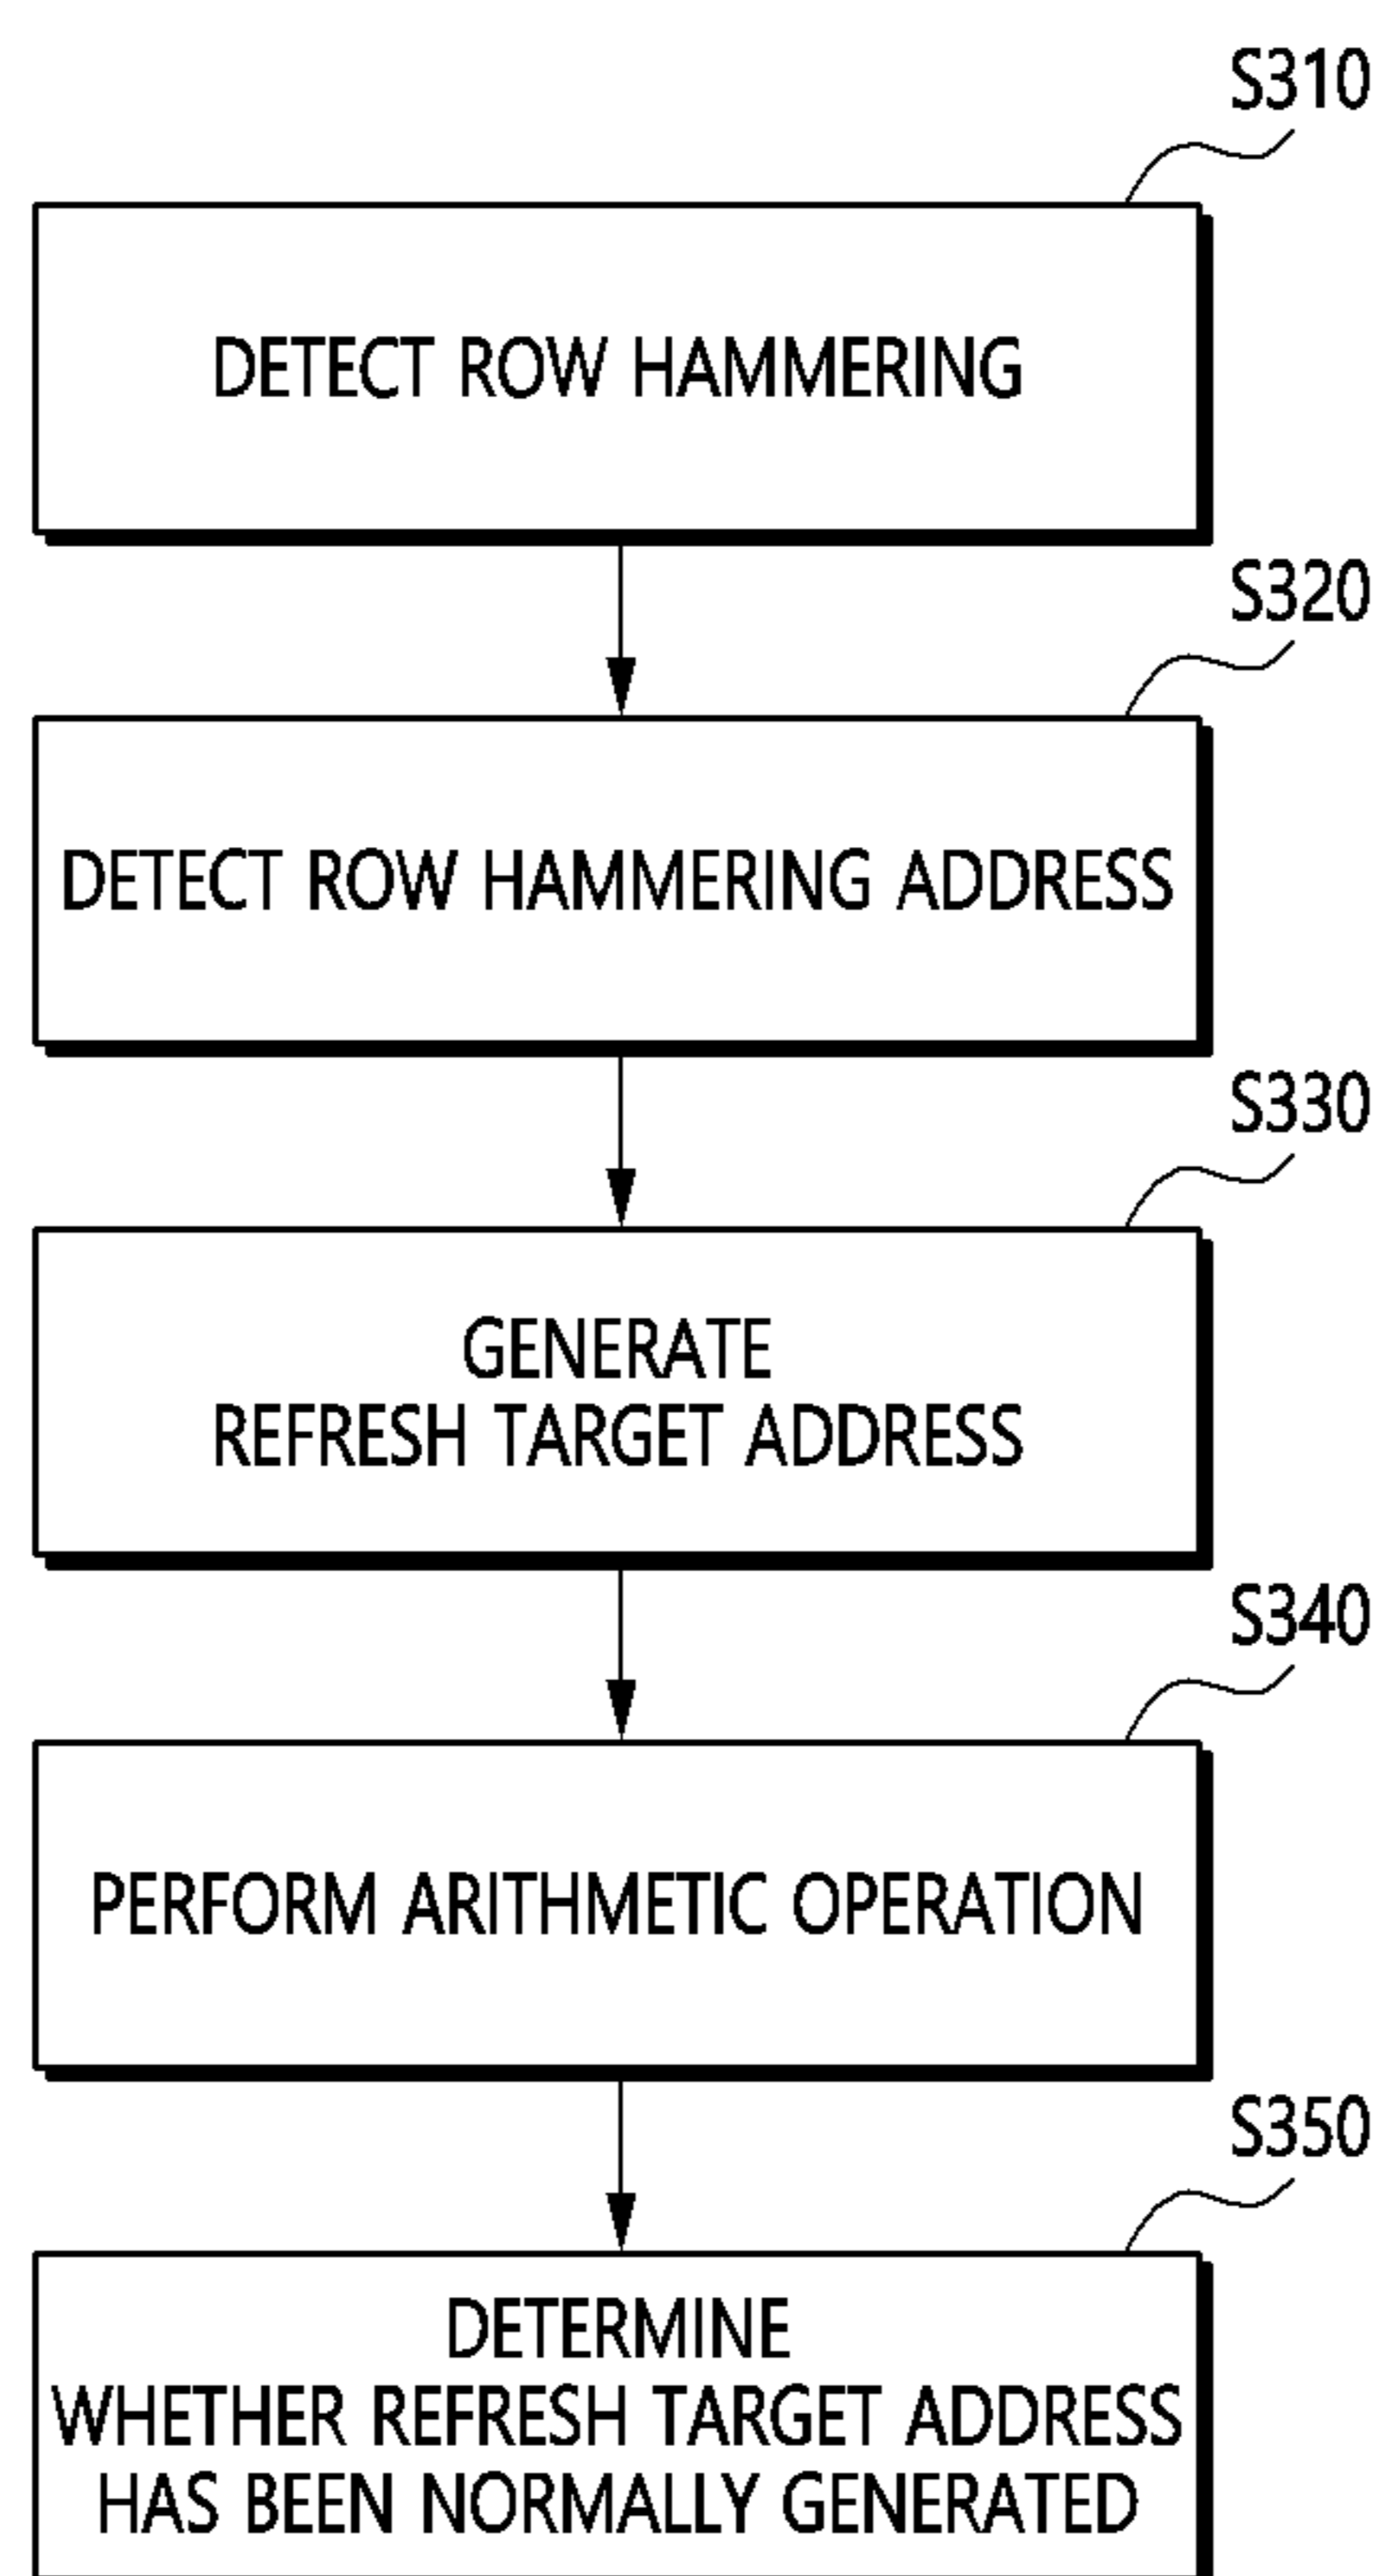 S310
DETECT ROW HAMMERING
S320
DETECT ROW HAMMERING ADDRESS
S330
GENERATE
REFRESH TARGET ADDRESS
S340
PERFORM ARITHMETIC OPERATION
S350
DETERMINE
WHETHER REFRESH TARGET ADDRESS
HAS BEEN NORMALLY GENERATED